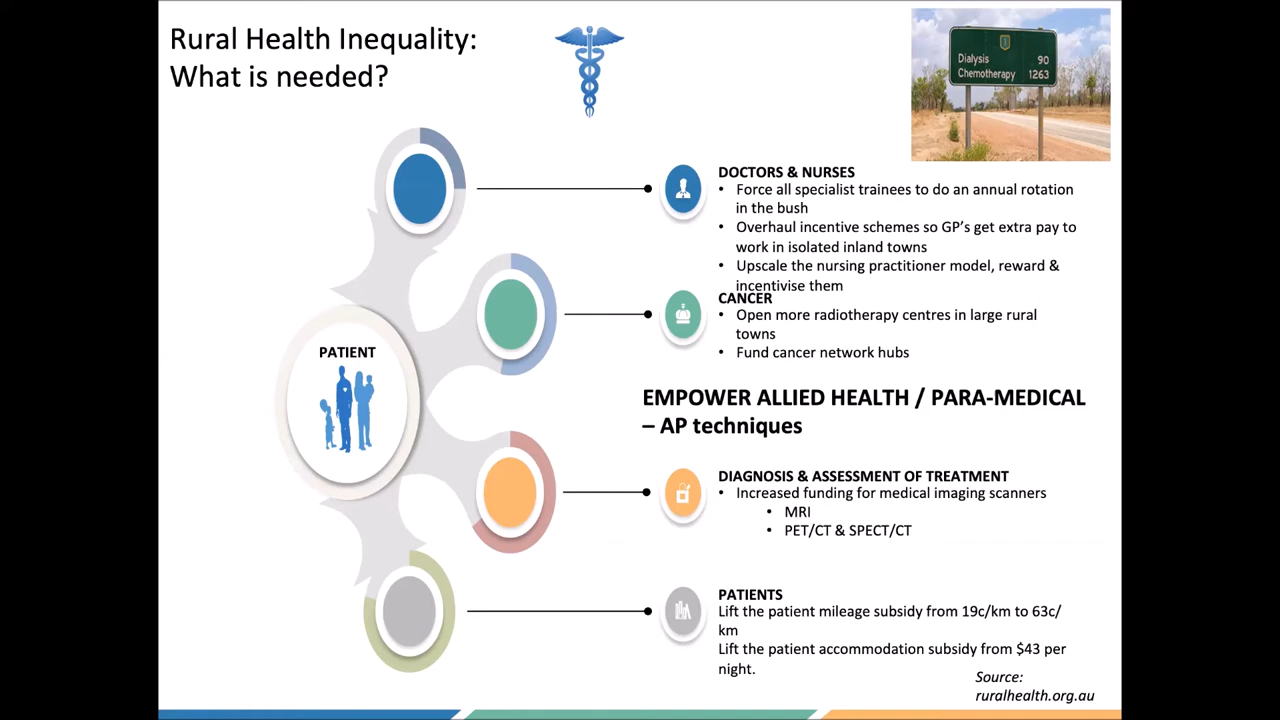 Rural Health Inequality:
What is needed?
Dialysis 90
Chemotherapy 1263
DOCTORS & NURSES
• Force all specialist trainees to do an annual rotation
in the bush
• Overhaul incentive schemes so GP's get extra pay to
work in isolated inland towns
• Upscale the nursing practitioner model, reward &
incentivise them
CANCER
• Open more radiotherapy centres in large rural
towns
• Fund cancer network hubs
PATIENT
EMPOWER ALLIED HEALTH / PARA-MEDICAL
– AP techniques
DIAGNOSIS & ASSESSMENT OF TREATMENT
• Increased funding for medical imaging scanners
• MRI
• PET/CT & SPECT/CT
PATIENTS
Lift the patient mileage subsidy from 19c/km to 63c/
km
Lift the patient accommodation subsidy from $43 per
night.
Source:
ruralhealth.org.au